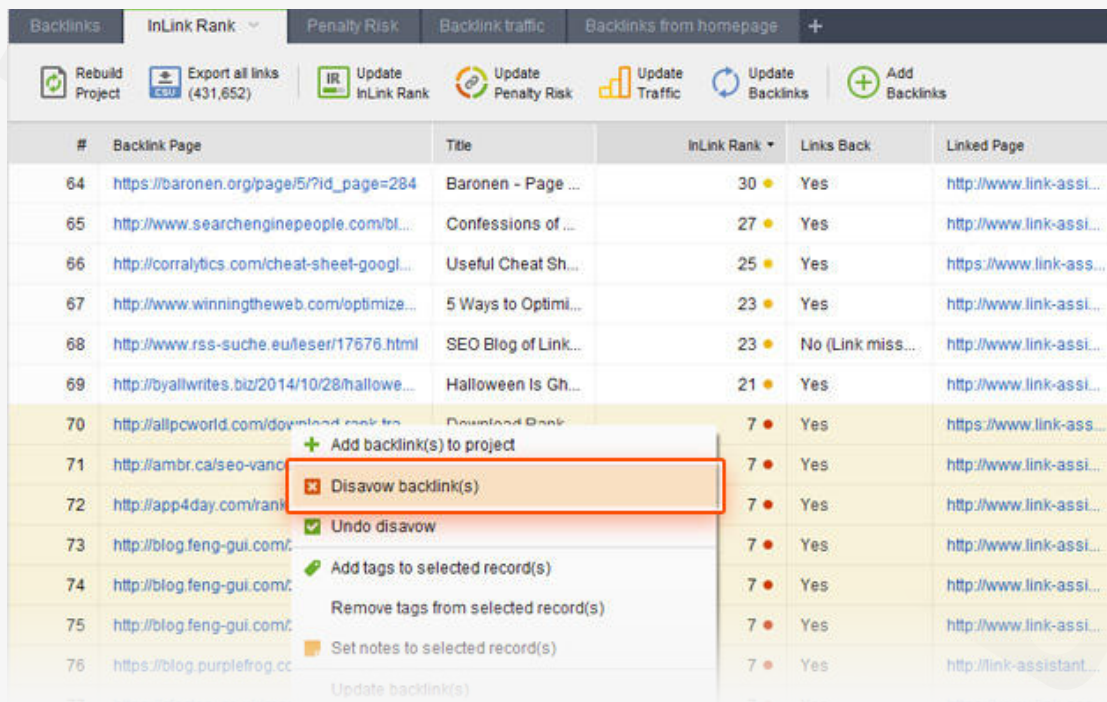 Backlinks InLink Rank Penalty Risk Backlink traffic Backlinks from homepage +
Rebuild Project
Export all links (431,652)
IR Update InLink Rank
Update Penalty Risk
Update Traffic
Update Backlinks
Add Backlinks
CSV
# Backlink Page Title InLink Rank Links Back Linked Page
64 https://baronen.org/page/5/?id_page=284 Baronen - Page ... 30 Yes http://www.link-assi...
65 http://www.searchenginepeople.com/bl... Confessions of ... 27 Yes http://www.link-assi...
66 http://corralytics.com/cheat-sheet-googl... Useful Cheat Sh... 25 Yes https://www.link-ass...
67 http://www.winningtheweb.com/optimize... 5 Ways to Optimi... 23 Yes http://www.link-assi...
68 http://www.rss-suche.eu/leser/17676.html SEO Blog of Link... 23 No (Link miss... http://www.link-assi...
69 http://byallwrites.biz/2014/10/28/hallowe... Halloween Is Gh... 21 Yes http://www.link-assi...
70 http://allpcworld.com/download-rank-tra... Download Rank 7 Yes https://www.link-ass...
Add backlink(s) to project
71 http://ambr.ca/seo-vanc 7 Yes http://www.link-assi...
Disavow backlink(s)
72 http://app4day.com/rank 7 Yes http://www.link-assi...
Undo disavow
73 http://blog.feng-gui.com/ 7 Yes http://www.link-assi...
Add tags to selected record(s)
74 http://blog.feng-gui.com/ 7 Yes http://www.link-assi...
Remove tags from selected record(s)
75 http://blog.feng-gui.com/ 7 Yes http://www.link-assi...
Set notes to selected record(s)
76 https://blog.purplefrog.cc 7 Yes http://link-assistant....
Update backlink(s)